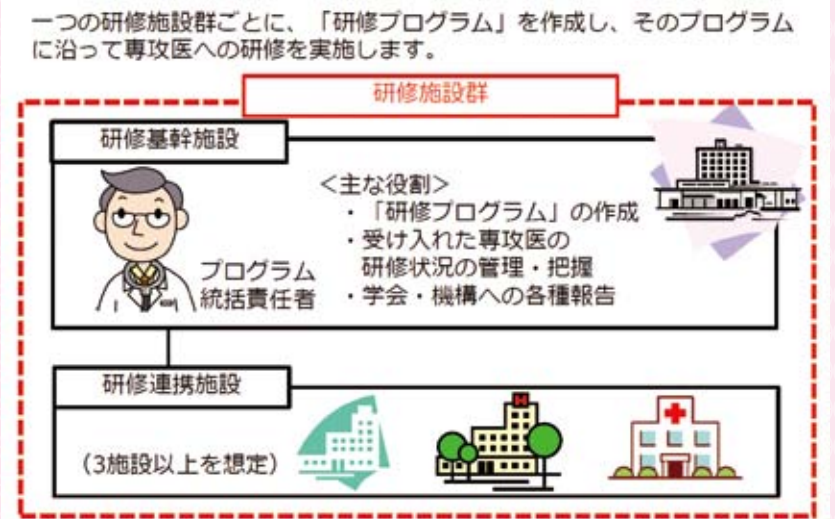 一つの研修施設群ごとに、「研修プログラム」を作成し、そのプログラム
に沿って専攻医への研修を実施します。
研修施設群
研修基幹施設
プログラム
統括責任者
<主な役割>
・「研修プログラム」の作成
・受け入れた専攻医の
研修状況の管理・把握
・学会・機構への各種報告
研修連携施設
(3施設以上を想定)
H